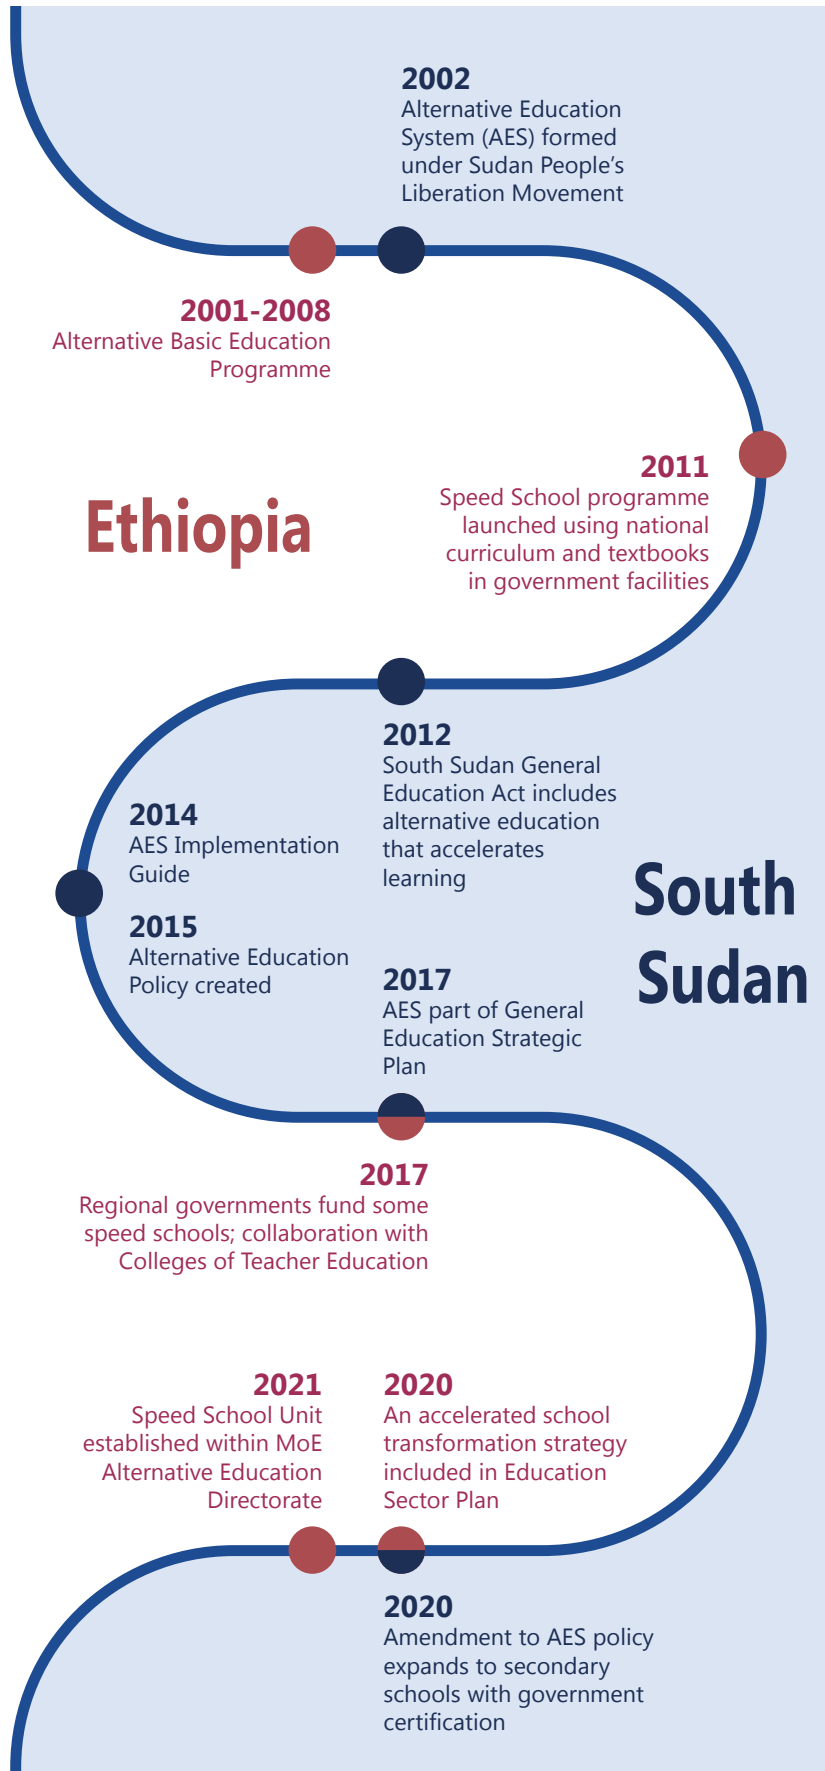 2002
Alternative Education
System (AES) formed
under Sudan People’s
Liberation Movement
2001-2008
Alternative Basic Education
Programme
Ethiopia
2011
Speed School programme
launched using national
curriculum and textbooks
in government facilities
2012
South Sudan General
Education Act includes
alternative education
that accelerates
learning
2014
AES Implementation
Guide
2015
Alternative Education
Policy created
South
Sudan
2017
AES part of General
Education Strategic
Plan
2017
Regional governments fund some
speed schools; collaboration with
Colleges of Teacher Education
2021
Speed School Unit
established within MoE
Alternative Education
Directorate
2020
An accelerated school
transformation strategy
included in Education
Sector Plan
2020
Amendment to AES policy
expands to secondary
schools with government
certification